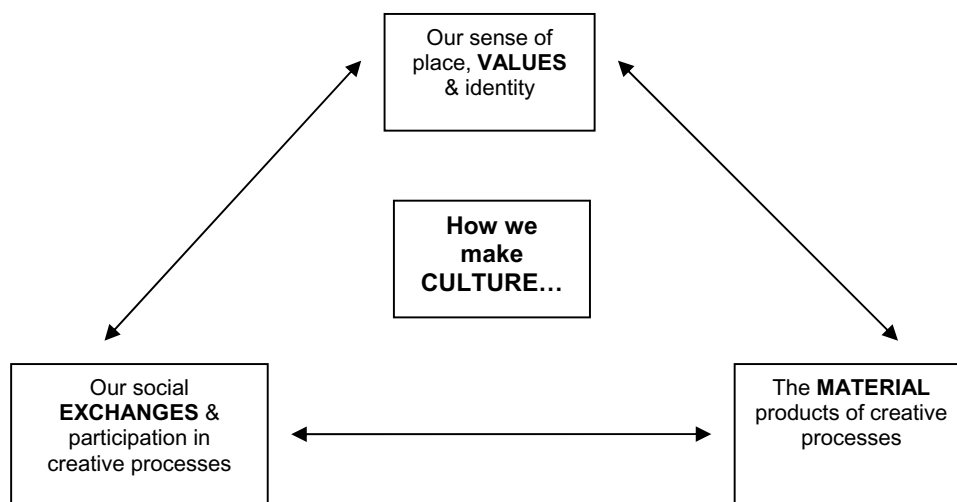 Our sense of
place, VALUES
& identity
How we
make
CULTURE…
Our social
EXCHANGES &
participation in
creative processes
The MATERIAL
products of creative
processes